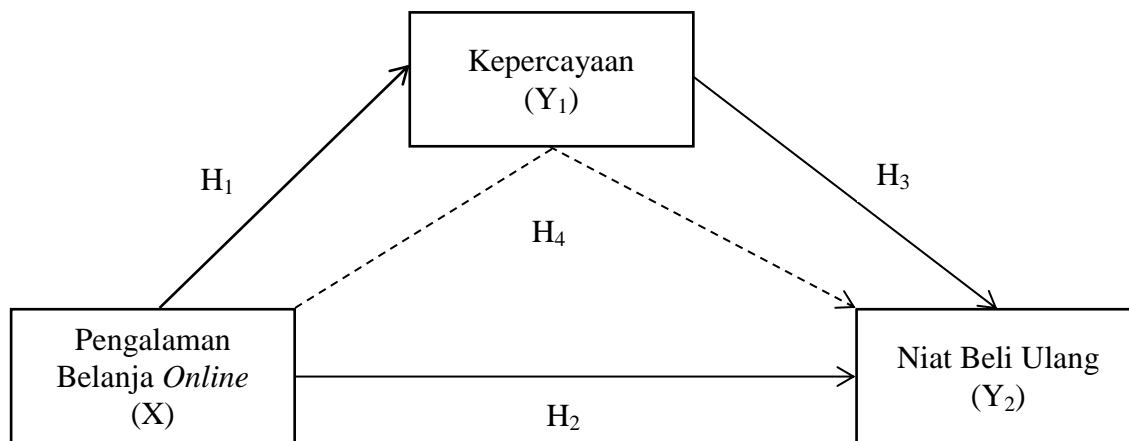 Kepercayaan
(Y₁)
H₁
H₃
H₄
Pengalaman
Belanja Online
(X)
Niat Beli Ulang
(Y₂)
H₂